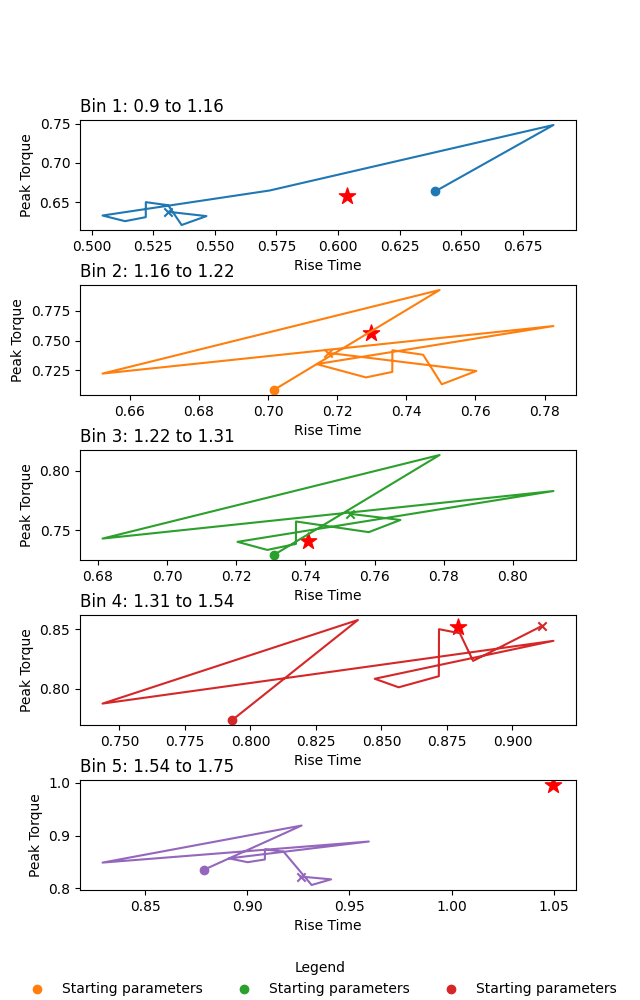 Bin 1: 0.9 to 1.16
0.75
0.70
0.65
Peak Torque
0.500 0.525 0.550 0.575 0.600 0.625 0.650 0.675
Rise Time
Bin 2: 1.16 to 1.22
0.775
0.750
0.725
Peak Torque
0.66 0.68 0.70 0.72 0.74 0.76 0.78
Rise Time
Bin 3: 1.22 to 1.31
0.80
0.75
Peak Torque
0.68 0.70 0.72 0.74 0.76 0.78 0.80
Rise Time
Bin 4: 1.31 to 1.54
0.85
0.80
Peak Torque
0.750 0.775 0.800 0.825 0.850 0.875 0.900
Rise Time
Bin 5: 1.54 to 1.75
1.0
0.9
0.8
Peak Torque
0.85 0.90 0.95 1.00 1.05
Rise Time
Legend
Starting parameters Starting parameters Starting parameters